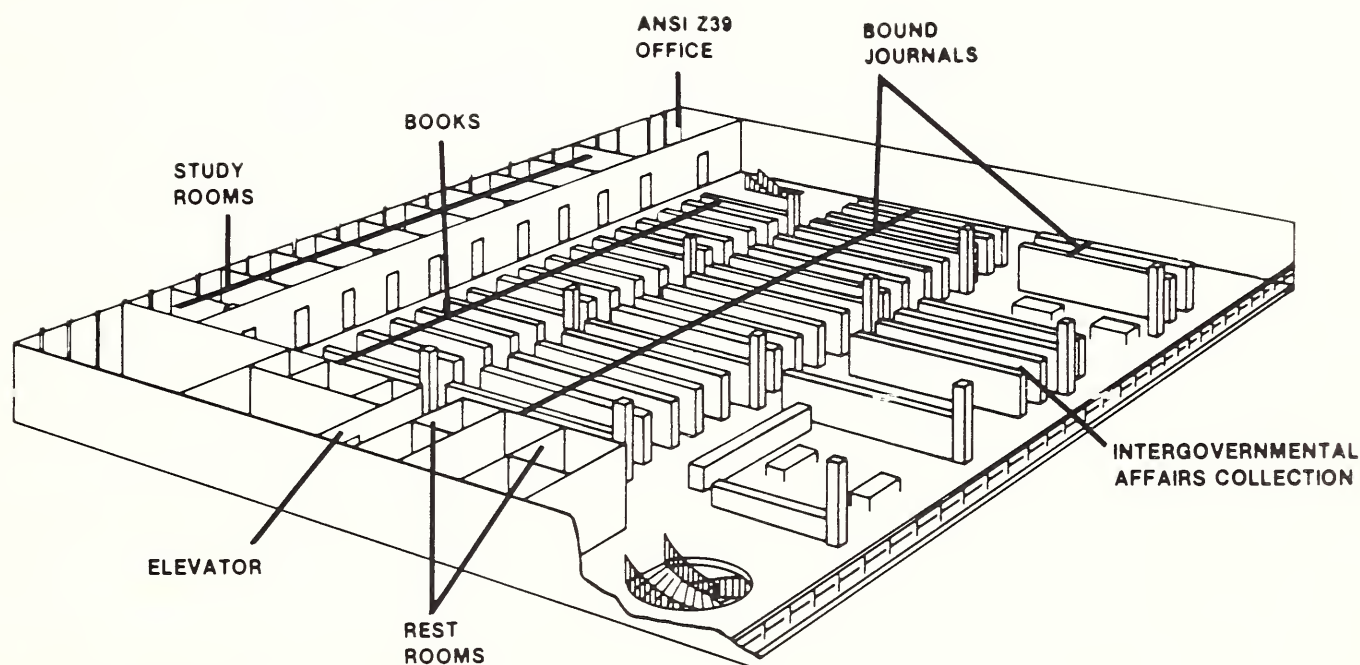 ANSI Z39
OFFICE
BOUND
JOURNALS
BOOKS
STUDY
ROOMS
INTERGOVERNMENTAL
AFFAIRS COLLECTION
ELEVATOR
REST
ROOMS